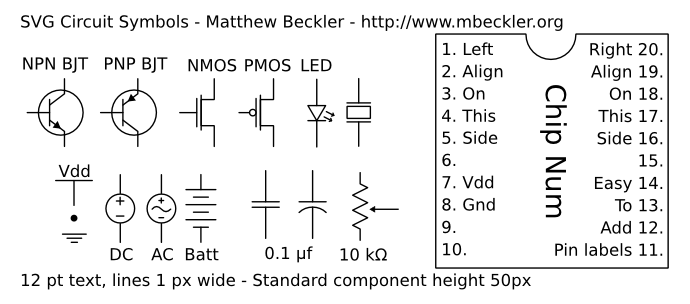 SVG Circuit Symbols - Matthew Beckler - http://www.mbeckler.org
NPN BJT PNP BJT NMOS PMOS LED
Vdd
DC AC Batt 0.1 µf 10 kΩ
1. Left Right 20.
2. Align Align 19.
3. On On 18.
4. This This 17.
5. Side Side 16.
6. 15.
7. Vdd Easy 14.
8. Gnd To 13.
9. Add 12.
10. Pin labels 11.
Chip Num
12 pt text, lines 1 px wide - Standard component height 50px